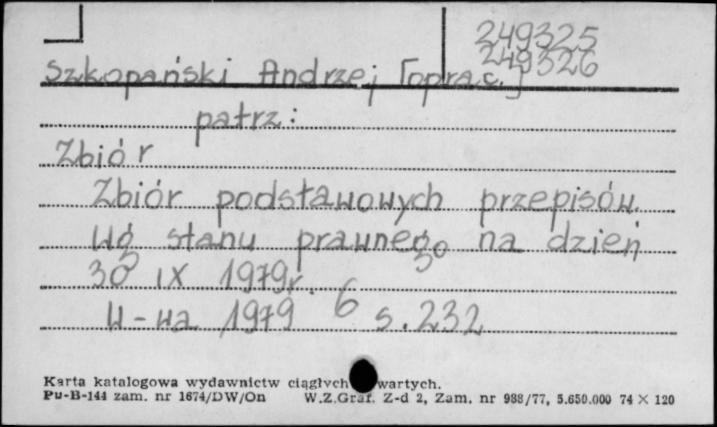 249325
249326
Szkopański Andrzej [oprac.]
patrz:
Zbiór
Zbiór podstawowych przepisów.
Wg stanu prawnego na dzień
30 IX 1979r.
W-wa 1979 6 s. 232
Karta katalogowa wydawnictw ciągłych wartych.
Pu-B-144 zam. nr 1674/DW/On W.Z.Graf. Z-d 2, Zam. nr 988/77, 5.650.000 74 × 120